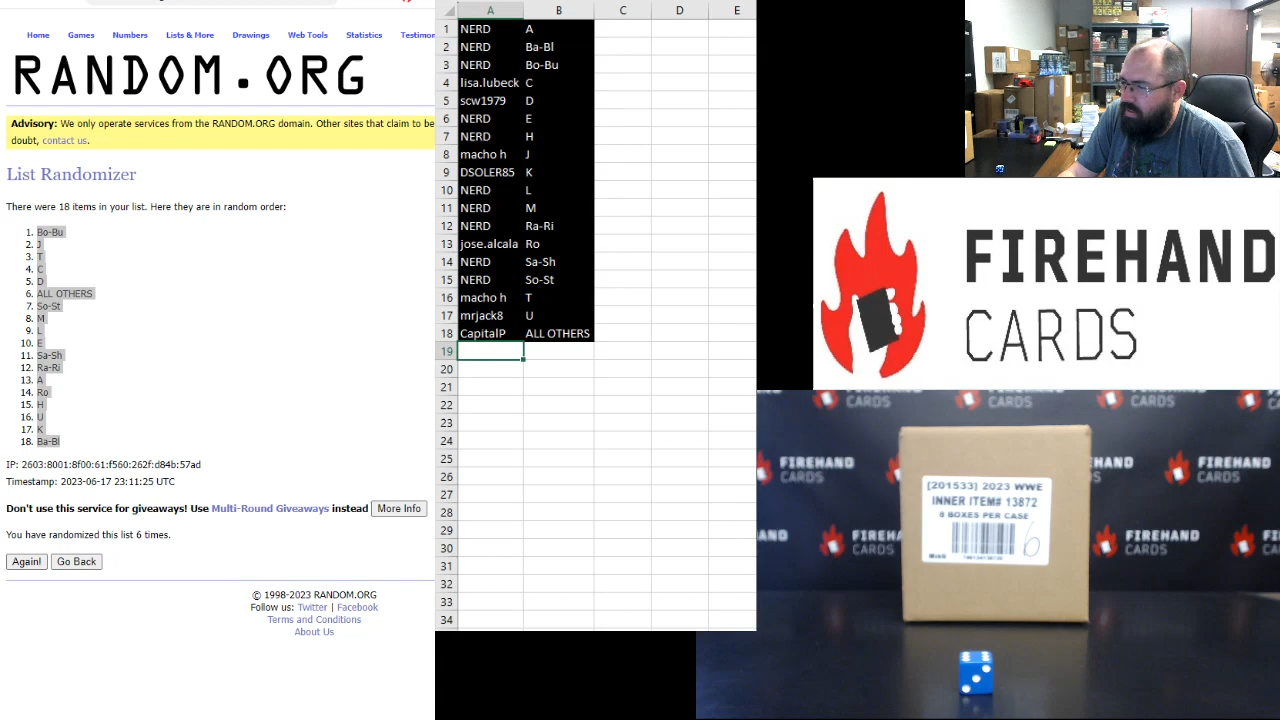 Home Games Numbers Lists & More Drawings Web Tools Statistics Testimor
RANDOM.ORG
Advisory: We only operate services from the RANDOM.ORG domain. Other sites that claim to be
doubt, contact us.
List Randomizer
There were 18 items in your list. Here they are in random order:
1. Bo-Bu
2. J
3. T
4. C
5. D
6. ALL OTHERS
7. So-St
8. M
9. L
10. E
11. Sa-Sh
12. Ra-Ri
13. A
14. Ro
15. H
16. U
17. K
18. Ba-Bl
IP: 2603:8001:8f00:61:f560:262f:d84b:57ad
Timestamp: 2023-06-17 23:11:25 UTC
Don't use this service for giveaways! Use Multi-Round Giveaways instead More Info
You have randomized this list 6 times.
Again! Go Back
© 1998-2023 RANDOM.ORG
Follow us: Twitter | Facebook
Terms and Conditions
About Us
A B C D E
1 NERD A
2 NERD Ba-Bl
3 NERD Bo-Bu
4 lisa.lubeck C
5 scw1979 D
6 NERD E
7 NERD H
8 macho h J
9 DSOLER85 K
10 NERD L
11 NERD M
12 NERD Ra-Ri
13 jose.alcala Ro
14 NERD Sa-Sh
15 NERD So-St
16 macho h T
17 mrjack8 U
18 CapitalP ALL OTHERS
19
20
21
22
23
24
25
26
27
28
29
30
31
32
33
34
FIREHAND
CARDS
[201533] 2023 WWE
INNER ITEM# 13872
8 BOXES PER CASE
6
FIREHAND
CARDS
FIREHAND
CARDS
FIREHAND
CARDS
FIREHAND
CARDS